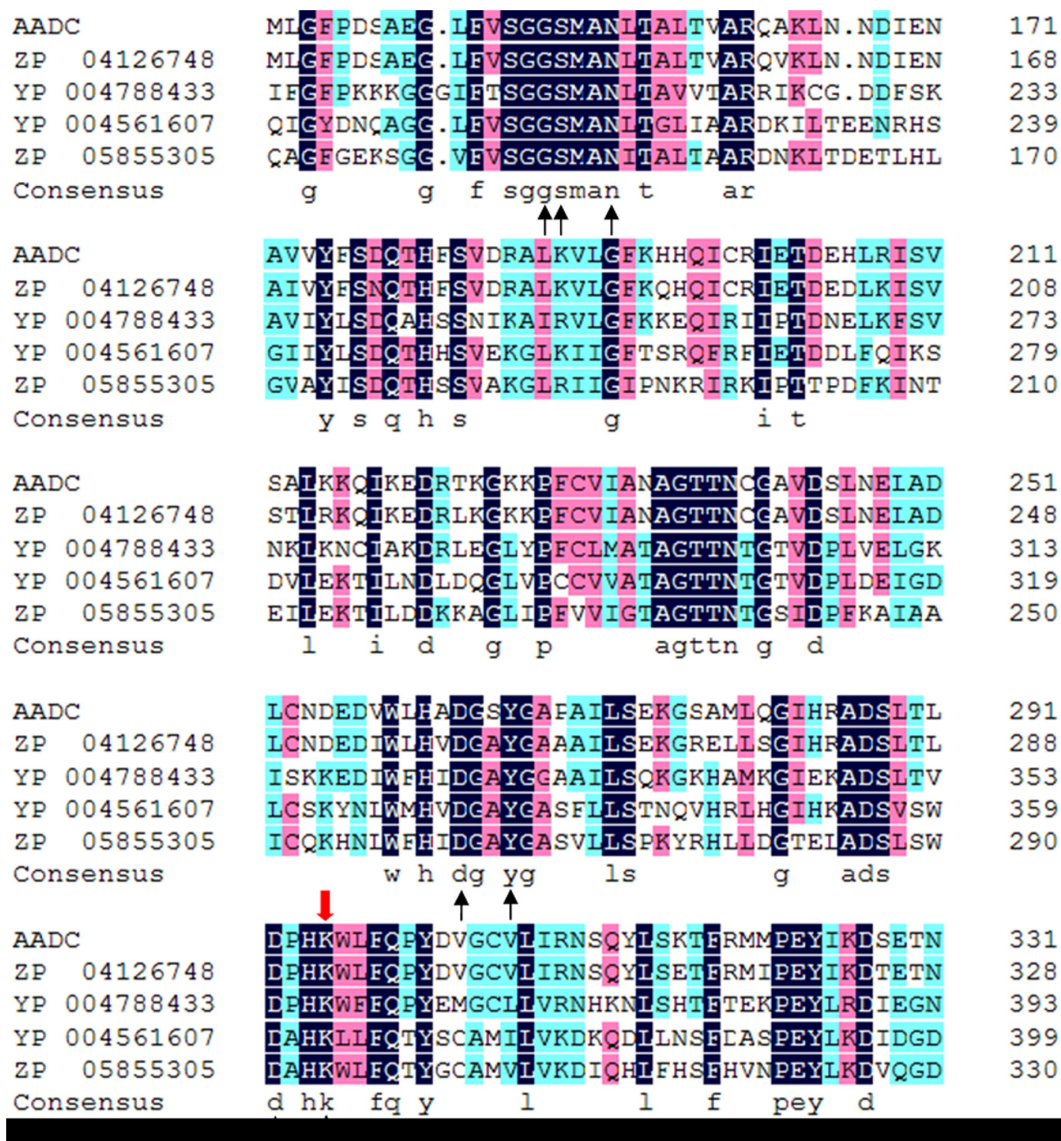 AADC MLGFPDSAEG.LFVSGGSMANLTALTVARQAKLN.NDIEN 171
ZP 04126748 MLGFPDSAEG.LFVSGGSMANLTALTVARQVKLN.NDIEN 168
YP 004788433 IFGFPKKKGGGIFTSGGSMANLTAVVTARRIKCG.DDFSK 233
YP 004561607 QIGYDNQAGG.LFVSGGSMANLTGLIAARDKILTEENRHS 239
ZP 05855305 QAGFGEKSGG.VFVSGGSMANITALTAARDNKLTDETLHL 170
Consensus g g f sggsman t ar
AADC AVVYFSDQTHFSVDRALKVLGFKHHQICRIETDEHLRISV 211
ZP 04126748 AIVYFSNQTHFSVDRALKVLGFKQHQICRIETDEDLKISV 208
YP 004788433 AVIYLSDQAHSSNIKAIRVLGFKKEQIRIIPTDNELKFSV 273
YP 004561607 GIIYLSDQTHHSVEKGLKIIGFTSRQFRFIETDDLFQIKS 279
ZP 05855305 GVAYISDQTHSSVAKGLRIIGIPNKRIRKIPTTPDFKINT 210
Consensus y s q h s g i t
AADC SALKKQIKEDRTKGKKPFCVIANAGTTNCGAVDSLNELAD 251
ZP 04126748 STLRKQIKEDRLKGKKPFCVIANAGTTNCGAVDSLNELAD 248
YP 004788433 NKLKNCIAKDRLEGLYPFCLMATAGTTNTGTVDPLVELGK 313
YP 004561607 DVLEKTILNDLDQGLVPCCVVATAGTTNTGTVDPLDEIGD 319
ZP 05855305 EILEKTILDDKKAGLIPFVVIGTAGTTNTGSIDPFKAIAA 250
Consensus l i d g p agttn g d
AADC LCNDEDVWLHADGSYGAPAILSEKGSAMLQGIHRADSLTL 291
ZP 04126748 LCNDEDIWLHVDGAYGAAAILSEKGRELLSGIHRADSLTL 288
YP 004788433 ISKKEDIWFHIDGAYGGAAILSQKGKHAMKGIEKADSLTV 353
YP 004561607 LCSKYNLWMHVDGAYGASFLLSTNQVHRLHGIHKADSVSW 359
ZP 05855305 ICQKHNLWFHIDGAYGASVLLSPKYRHLLDGTELADSLSW 290
Consensus w h dg yg ls g ads
AADC DPHKWLFQPYDVGCVLIRNSQYLSKTFRMMPEYIKDSETN 331
ZP 04126748 DPHKWLFQPYDVGCVLIRNSQYLSETFRMIPEYIKDTETN 328
YP 004788433 DPHKWFFQPYEMGCLLVRNHKNLSHTFTEKPEYLRDIEGN 393
YP 004561607 DAHKLLFQTYSCAMILVKDKQDLLNSFDASPEYLKDIDGD 399
ZP 05855305 DAHKWLFQTYGCAMVLVKDIQHLFHSFHVNPEYLKDVQGD 330
Consensus d hk fq y l l f pey d